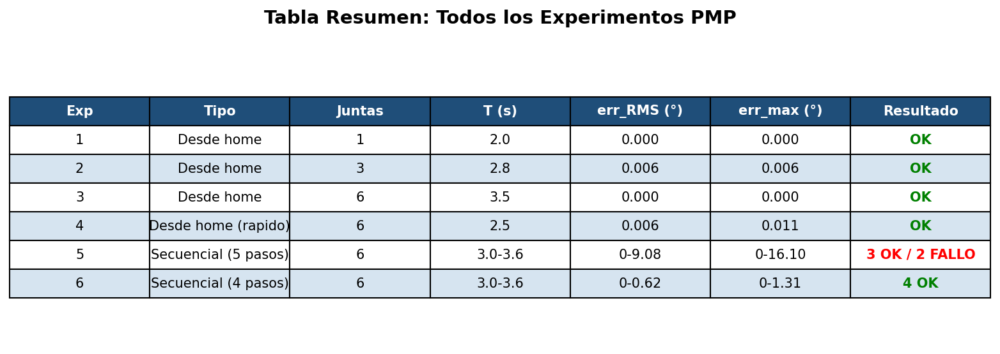 Tabla Resumen: Todos los Experimentos PMP
Exp Tipo Juntas T (s) err_RMS (°) err_max (°) Resultado
1 Desde home 1 2.0 0.000 0.000 OK
2 Desde home 3 2.8 0.006 0.006 OK
3 Desde home 6 3.5 0.000 0.000 OK
4 Desde home (rapido) 6 2.5 0.006 0.011 OK
5 Secuencial (5 pasos) 6 3.0-3.6 0-9.08 0-16.10 3 OK / 2 FALLO
6 Secuencial (4 pasos) 6 3.0-3.6 0-0.62 0-1.31 4 OK